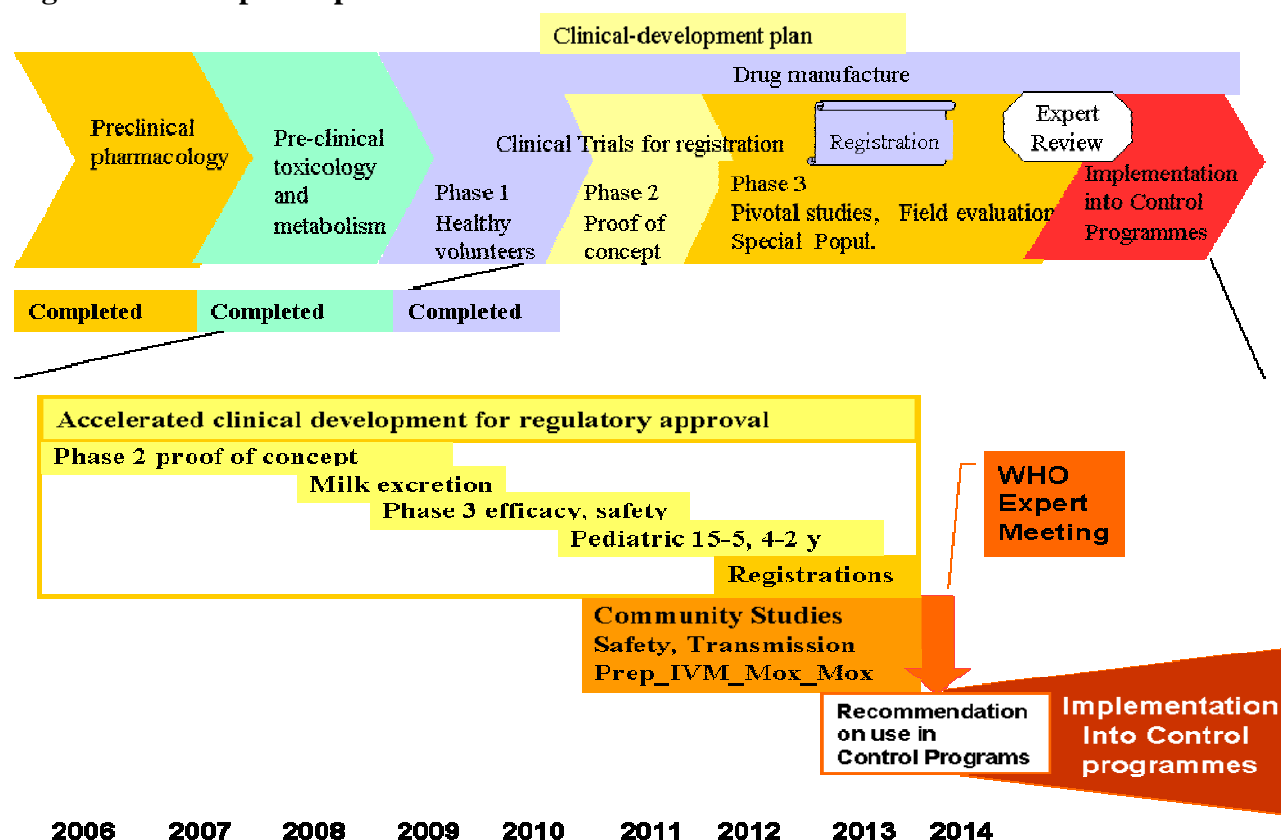 Clinical-development plan
Drug manufacture
Preclinical
pharmacology
Pre-clinical
toxicology
and
metabolism
Clinical Trials for registration
Phase 1
Healthy
volunteers
Phase 2
Proof of
concept
Phase 3
Pivotal studies, Field evaluation
Special Popul.
Registration
Expert
Review
Implementation
into Control
Programmes
Completed
Completed
Completed
Accelerated clinical development for regulatory approval
Phase 2 proof of concept
Milk excretion
Phase 3 efficacy, safety
Pediatric 15-5, 4-2 y
Registrations
WHO
Expert
Meeting
Community Studies
Safety, Transmission
Prep_IVM_Mox_Mox
Recommendation
on use in
Control Programs
Implementation
Into Control
programmes
2006 2007 2008 2009 2010 2011 2012 2013 2014